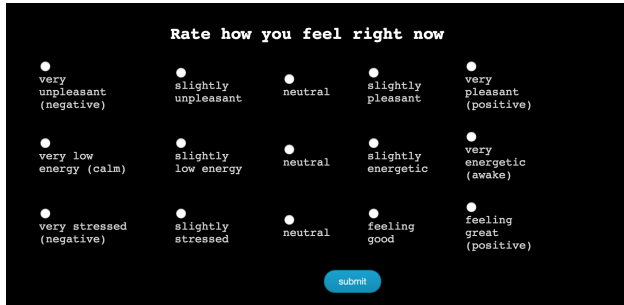 Rate how you feel right now
very
unpleasant
(negative)
slightly
unpleasant
neutral
slightly
pleasant
very
pleasant
(positive)
very low
energy (calm)
slightly
low energy
neutral
slightly
energetic
very
energetic
(awake)
very stressed
(negative)
slightly
stressed
neutral
feeling
good
feeling
great
(positive)
submit